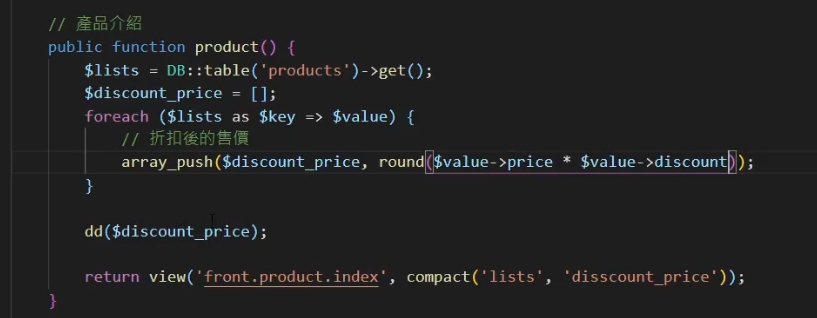 // 產品介紹
public function product() {
$lists = DB::table('products')->get();
$discount_price = [];
foreach ($lists as $key => $value) {
// 折扣後的售價
array_push($discount_price, round($value->price * $value->discount));
}
dd($discount_price);
return view('front.product.index', compact('lists', 'disscount_price'));
}